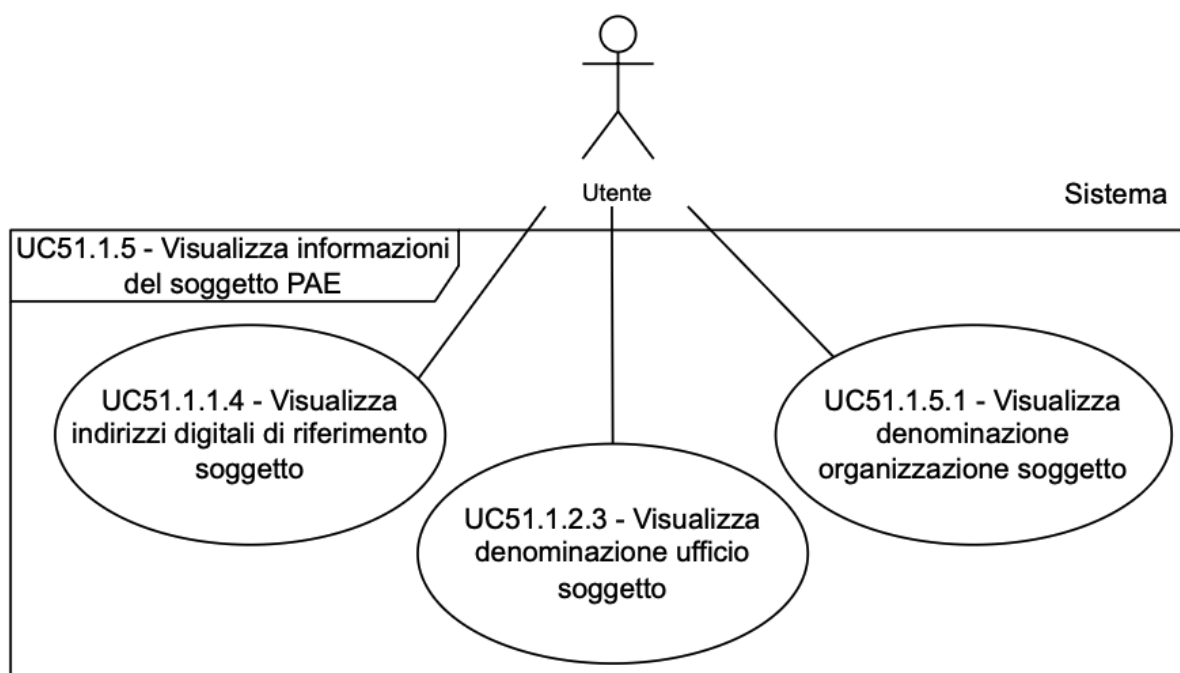 Utente
Sistema
UC51.1.5 - Visualizza informazioni
del soggetto PAE
UC51.1.1.4 - Visualizza
indirizzi digitali di riferimento
soggetto
UC51.1.2.3 - Visualizza
denominazione ufficio
soggetto
UC51.1.5.1 - Visualizza
denominazione
organizzazione soggetto